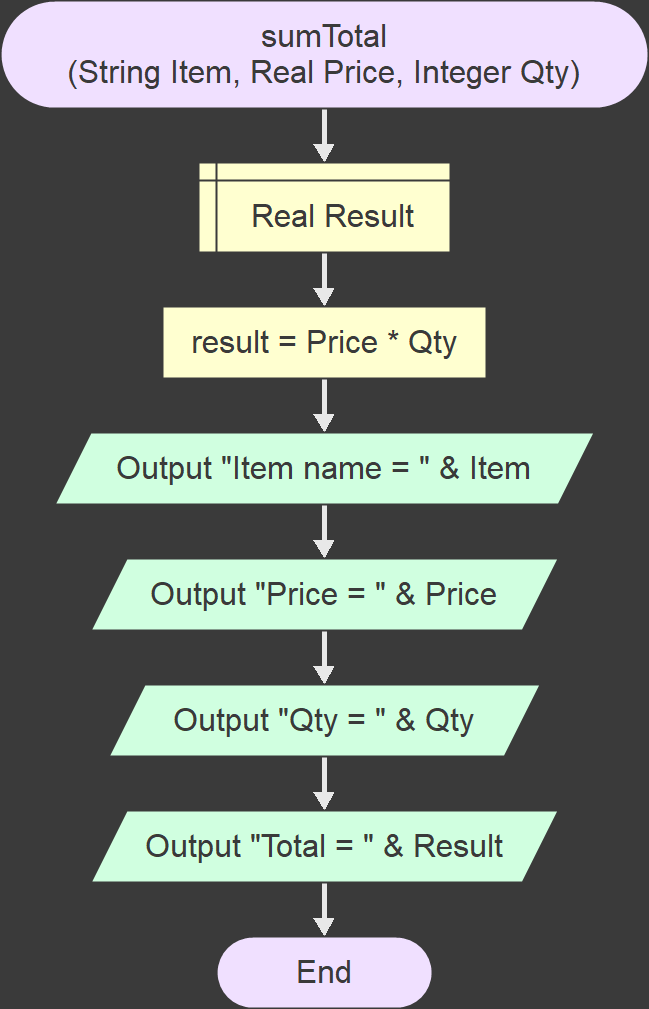 sumTotal
(String Item, Real Price, Integer Qty)
Real Result
result = Price * Qty
Output "Item name = " & Item
Output "Price = " & Price
Output "Qty = " & Qty
Output "Total = " & Result
End